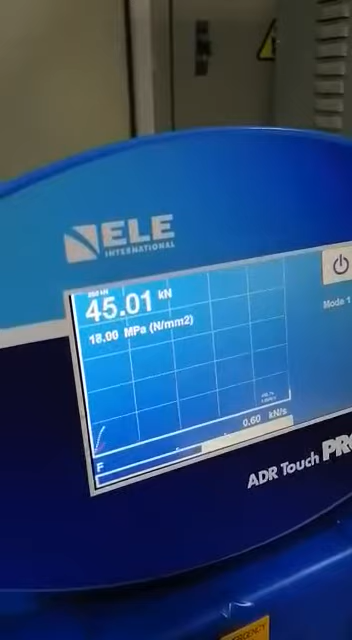 ELE
INTERNATIONAL
45.01 kN
18.00 MPa (N/mm2)
Mode 1
0.60 kN/s
F
ADR Touch PRO